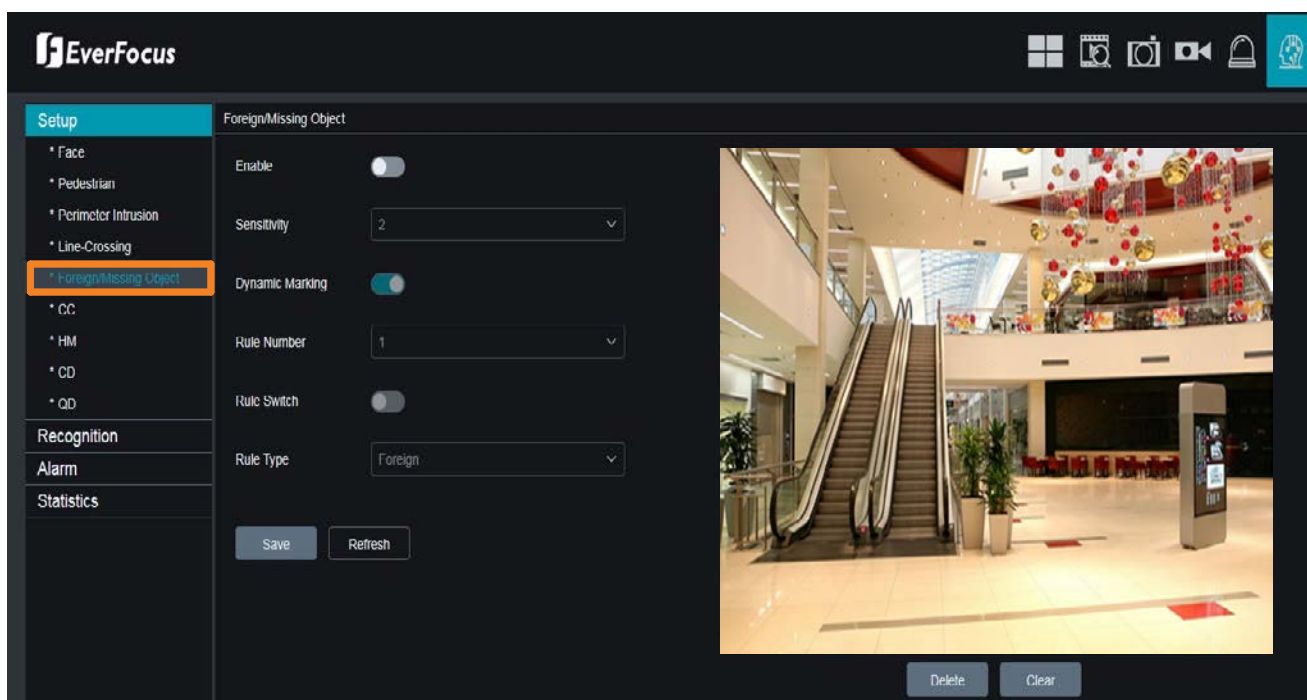 EverFocus
Setup
* Face
* Pedestrian
* Perimeter Intrusion
* Line-Crossing
* Foreign/Missing Object
* CC
* HM
* CD
* QD
Recognition
Alarm
Statistics
Foreign/Missing Object
Enable
Sensitivity
2
Dynamic Marking
Rule Number
1
Rule Switch
Rule Type
Foreign
Save
Refresh
Delete
Clear